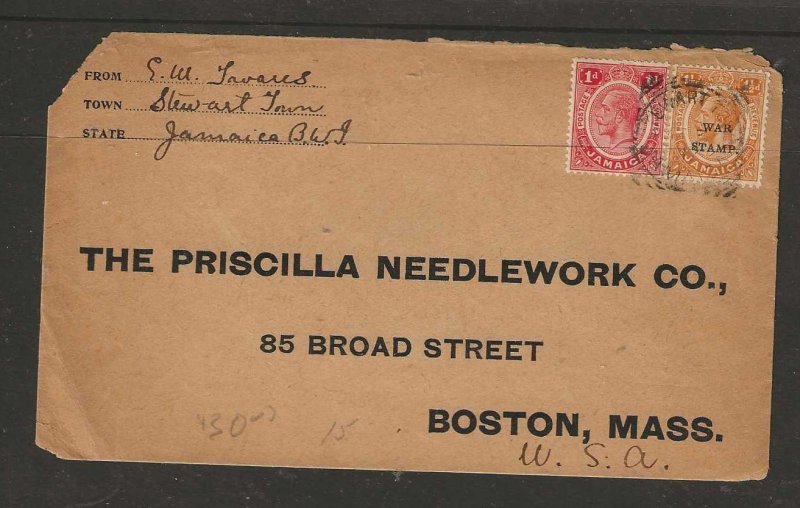 FROM E. W. Tavares
TOWN Stewart Town
STATE Jamaica B.W.I
1d
POSTAGE
JAMAICA
WAR
STAMP.
JAMAICA
THE PRISCILLA NEEDLEWORK CO.,
85 BROAD STREET
BOSTON, MASS.
U. S. A.
15